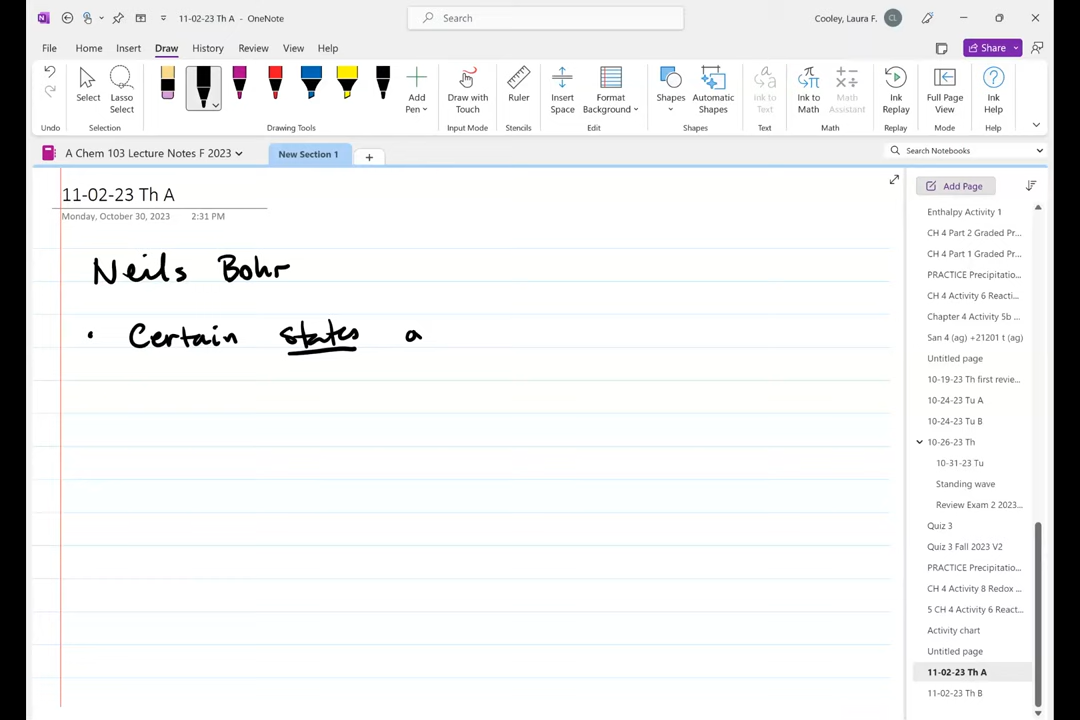 11-02-23 Th A - OneNote
Search
Cooley, Laura F.
CL
File Home Insert Draw History Review View Help
Share
Undo
Select
Lasso Select
Selection
Drawing Tools
Add Pen
Draw with Touch
Input Mode
Ruler
Stencils
Insert Space
Format Background
Edit
Shapes
Automatic Shapes
Shapes
Ink to Text
Text
Ink to Math
Math Assistant
Math
Ink Replay
Replay
Full Page View
Mode
Ink Help
Help
A Chem 103 Lecture Notes F 2023
New Section 1
+
Search Notebooks
11-02-23 Th A
Monday, October 30, 2023 2:31 PM
Neils Bohr
• Certain states a
Add Page
Enthalpy Activity 1
CH 4 Part 2 Graded Pr...
CH 4 Part 1 Graded Pr...
PRACTICE Precipitatio...
CH 4 Activity 6 Reacti...
Chapter 4 Activity 5b ...
San 4 (ag) +21201 t (ag)
Untitled page
10-19-23 Th first revie...
10-24-23 Tu A
10-24-23 Tu B
10-26-23 Th
10-31-23 Tu
Standing wave
Review Exam 2 2023...
Quiz 3
Quiz 3 Fall 2023 V2
PRACTICE Precipitatio...
CH 4 Activity 8 Redox ...
5 CH 4 Activity 6 React...
Activity chart
Untitled page
11-02-23 Th A
11-02-23 Th B